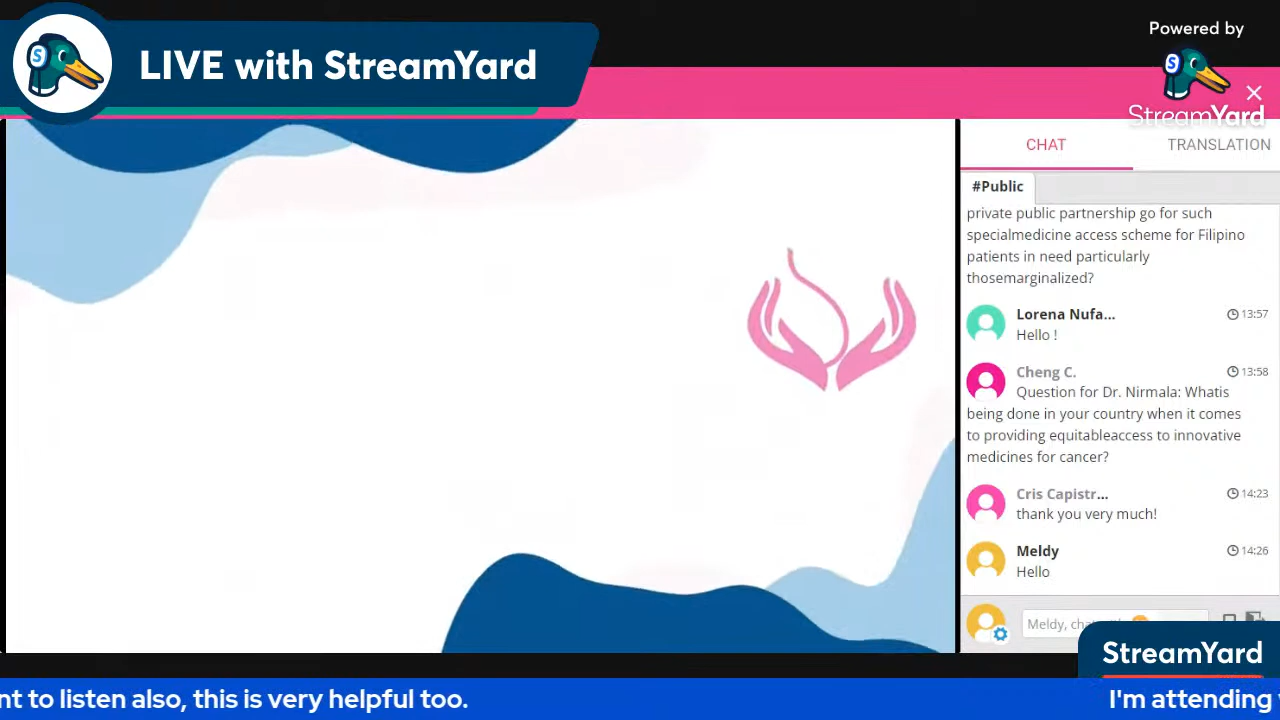 LIVE with StreamYard
Powered by
StreamYard
CHAT
TRANSLATION
#Public
private public partnership go for such
specialmedicine access scheme for Filipino
patients in need particularly
thosemarginalized?
Lorena Nufa...
13:57
Hello !
Cheng C.
13:58
Question for Dr. Nirmala: Whatis
being done in your country when it comes
to providing equitableaccess to innovative
medicines for cancer?
Cris Capistr...
14:23
thank you very much!
Meldy
14:26
Hello
Meldy,
StreamYard
to listen also, this is very helpful too.
I'm attending